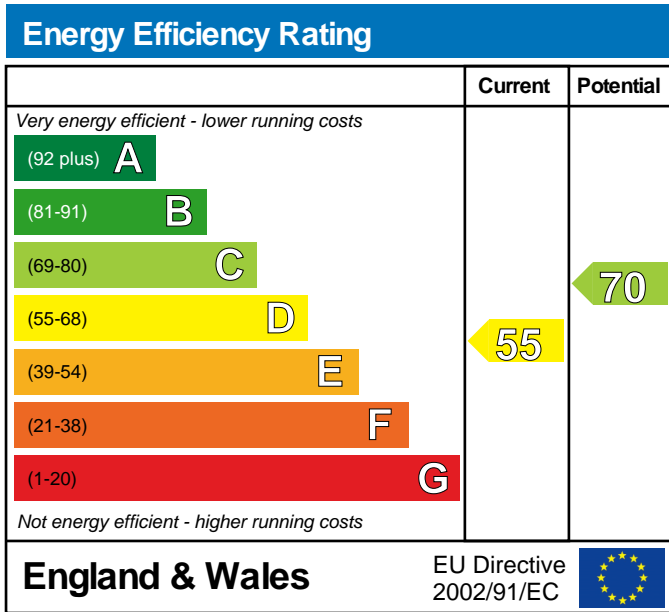 Energy Efficiency Rating
Current Potential
Very energy efficient - lower running costs
(92 plus) A
(81-91) B
(69-80) C
(55-68) D
(39-54) E
(21-38) F
(1-20) G
55
70
Not energy efficient - higher running costs
England & Wales
EU Directive
2002/91/EC